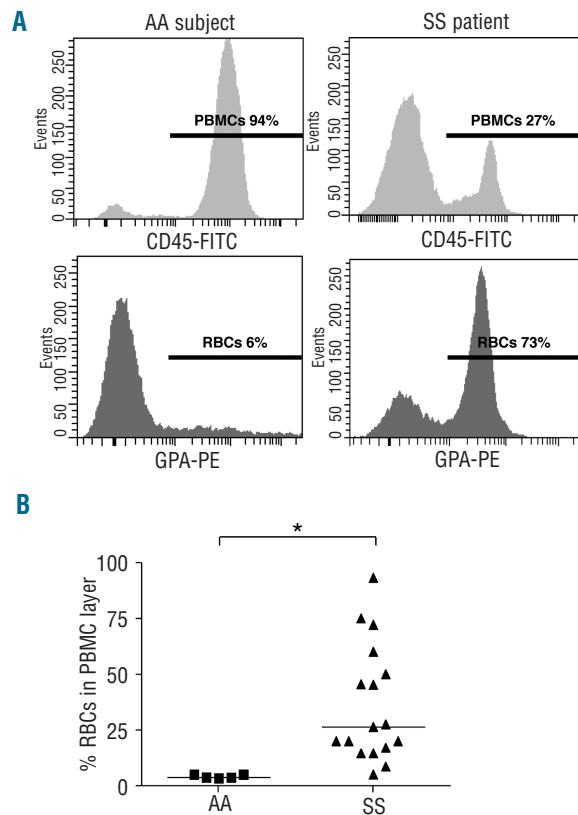 A
AA subject
SS patient
Events
0 50 100 150 200 250
PBMCs 94%
CD45-FITC
Events
0 50 100 150 200 250
PBMCs 27%
CD45-FITC
Events
0 50 100 150 200 250
RBCs 6%
GPA-PE
Events
0 50 100 150 200 250
RBCs 73%
GPA-PE
B
*
% RBCs in PBMC layer
100
75
50
25
0
AA
SS